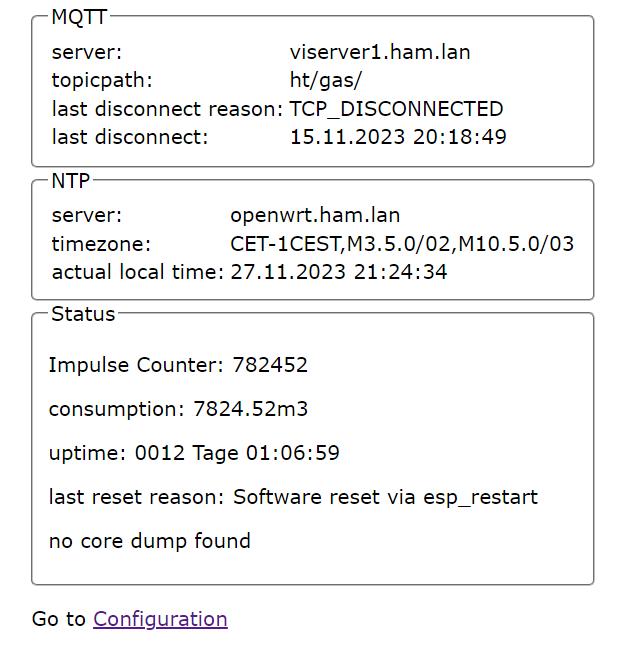 MQTT
server: viserver1.ham.lan
topicpath: ht/gas/
last disconnect reason: TCP_DISCONNECTED
last disconnect: 15.11.2023 20:18:49
NTP
server: openwrt.ham.lan
timezone: CET-1CEST,M3.5.0/02,M10.5.0/03
actual local time: 27.11.2023 21:24:34
Status
Impulse Counter: 782452
consumption: 7824.52m3
uptime: 0012 Tage 01:06:59
last reset reason: Software reset via esp_restart
no core dump found
Go to Configuration